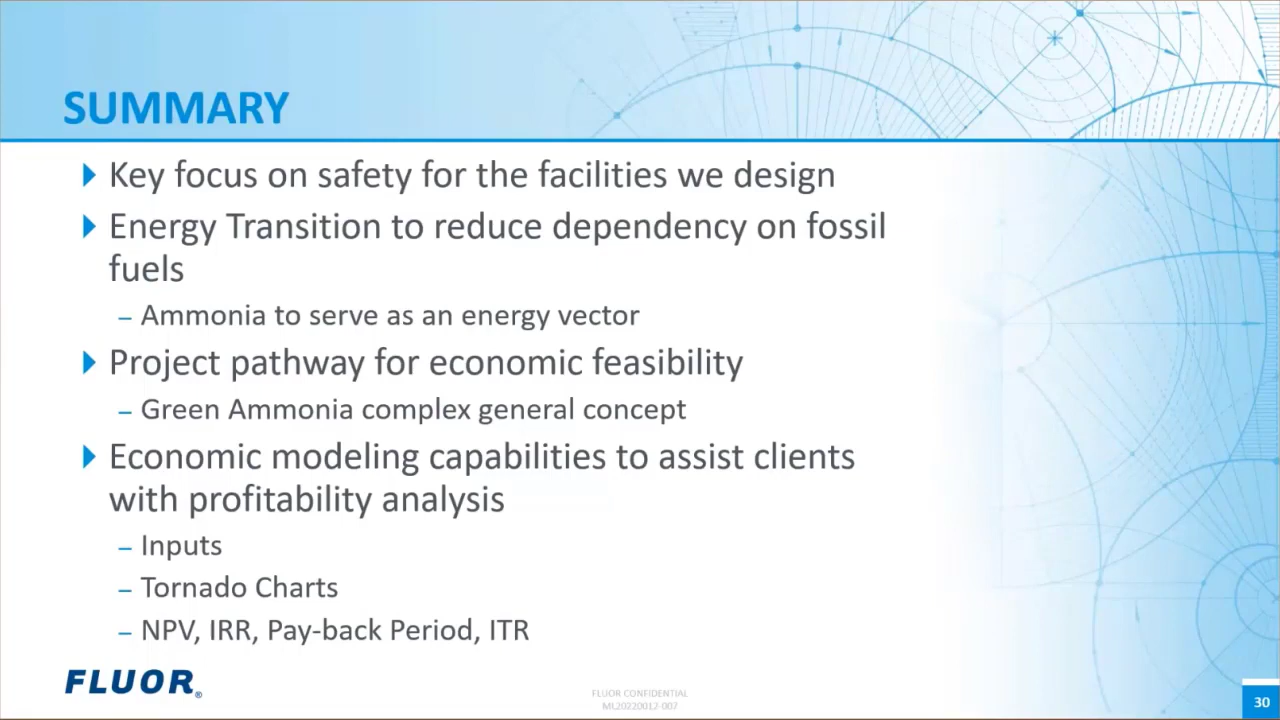 SUMMARY
Key focus on safety for the facilities we design
Energy Transition to reduce dependency on fossil
fuels
– Ammonia to serve as an energy vector
Project pathway for economic feasibility
– Green Ammonia complex general concept
Economic modeling capabilities to assist clients
with profitability analysis
– Inputs
– Tornado Charts
– NPV, IRR, Pay-back Period, ITR
FLUOR®
FLUOR CONFIDENTIAL
ML20220012-007
30